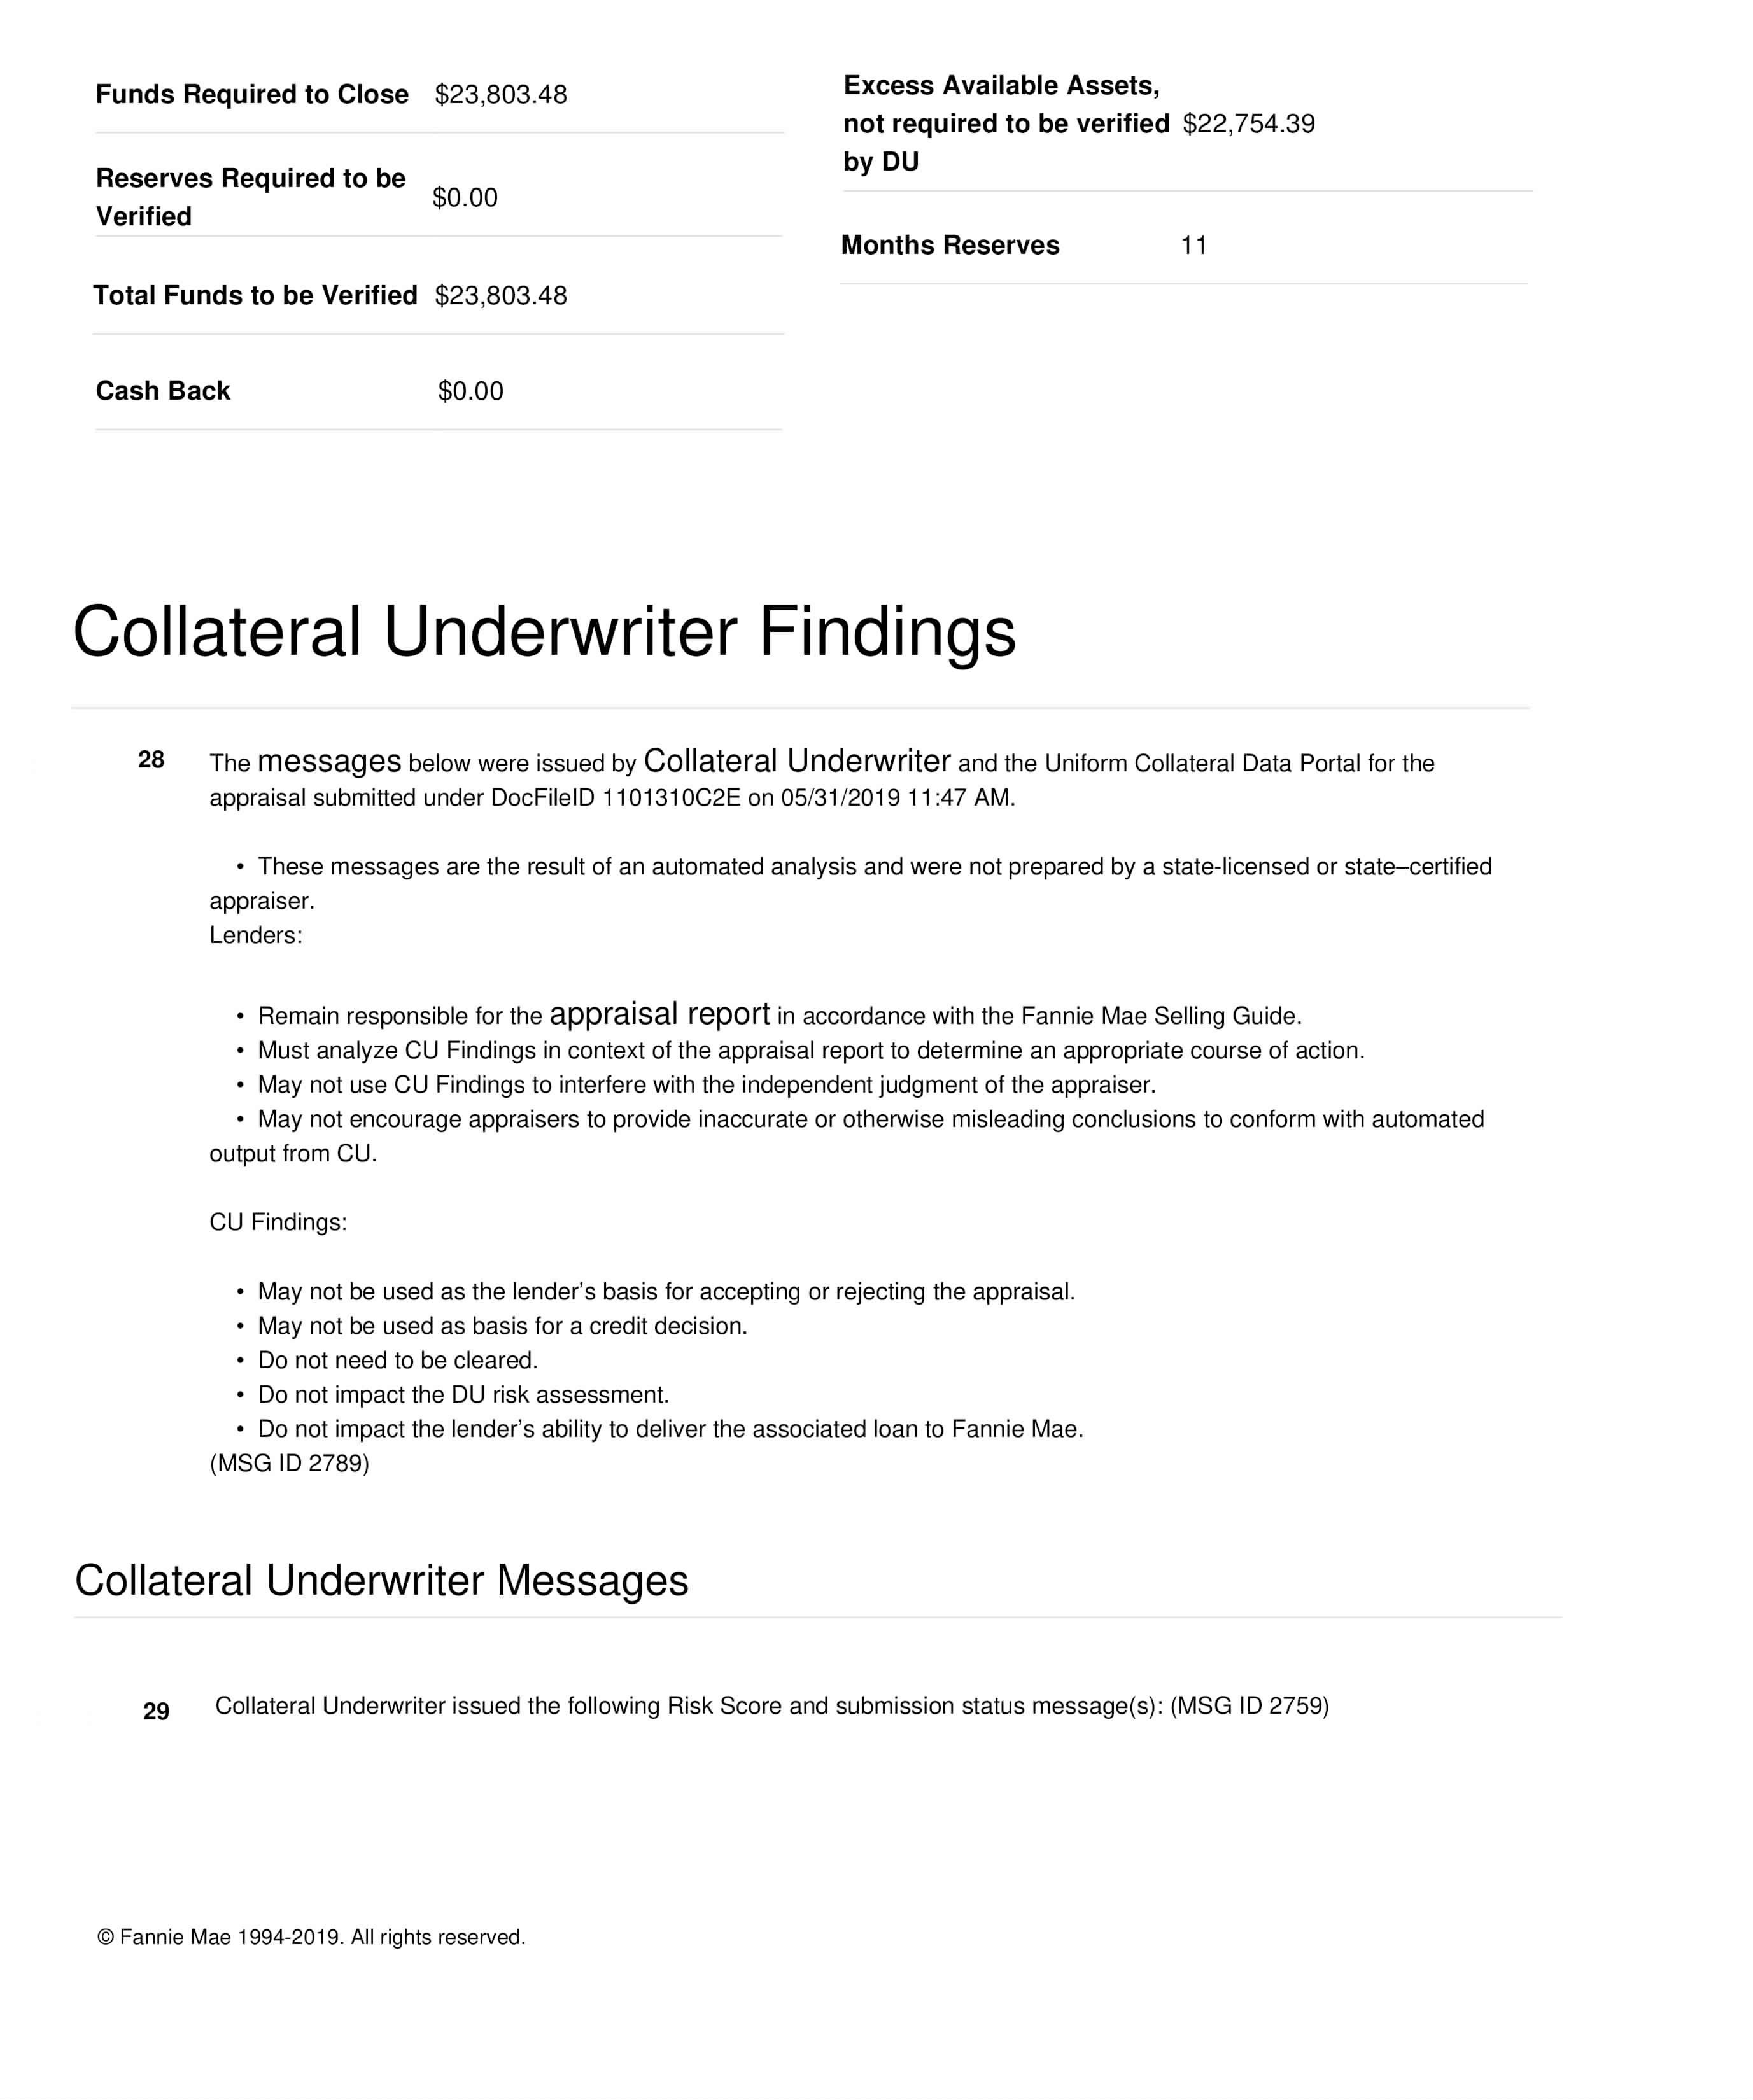 Funds Required to Close $23,803.48
Reserves Required to be
Verified
$0.00
Total Funds to be Verified $23,803.48
Cash Back $0.00
Excess Available Assets,
not required to be verified $22,754.39
by DU
Months Reserves 11
Collateral Underwriter Findings
28 The messages below were issued by Collateral Underwriter and the Uniform Collateral Data Portal for the
appraisal submitted under DocFileID 1101310C2E on 05/31/2019 11:47 AM.
• These messages are the result of an automated analysis and were not prepared by a state-licensed or state–certified
appraiser.
Lenders:
• Remain responsible for the appraisal report in accordance with the Fannie Mae Selling Guide.
• Must analyze CU Findings in context of the appraisal report to determine an appropriate course of action.
• May not use CU Findings to interfere with the independent judgment of the appraiser.
• May not encourage appraisers to provide inaccurate or otherwise misleading conclusions to conform with automated
output from CU.
CU Findings:
• May not be used as the lender’s basis for accepting or rejecting the appraisal.
• May not be used as basis for a credit decision.
• Do not need to be cleared.
• Do not impact the DU risk assessment.
• Do not impact the lender’s ability to deliver the associated loan to Fannie Mae.
(MSG ID 2789)
Collateral Underwriter Messages
29 Collateral Underwriter issued the following Risk Score and submission status message(s): (MSG ID 2759)
© Fannie Mae 1994-2019. All rights reserved.